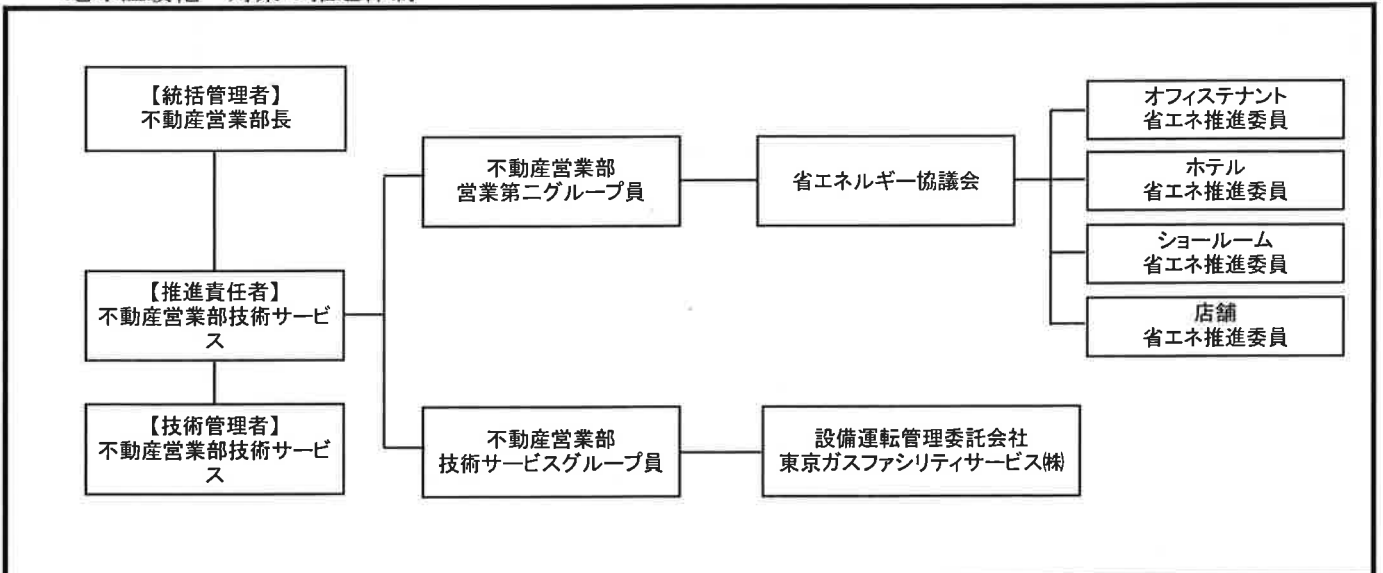 【統括管理者】
不動産営業部長
【推進責任者】
不動産営業部技術サービ
ス
【技術管理者】
不動産営業部技術サービ
ス
不動産営業部
営業第二グループ員
不動産営業部
技術サービスグループ員
省エネルギー協議会
設備運転管理委託会社
東京ガスファシリティサービス㈱
オフィステナント
省エネ推進委員
ホテル
省エネ推進委員
ショールーム
省エネ推進委員
店舗
省エネ推進委員